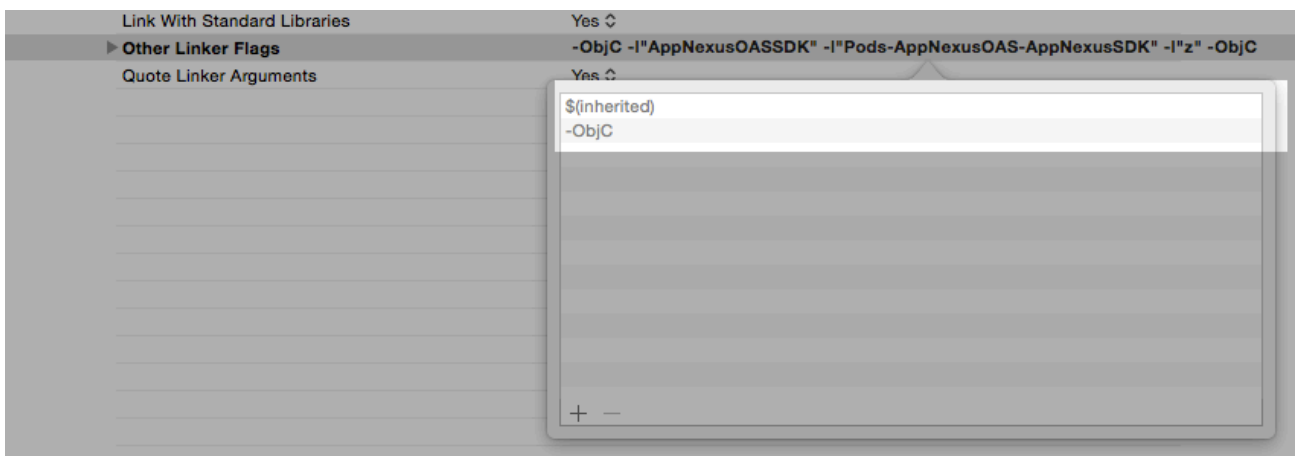 Link With Standard Libraries Yes
Other Linker Flags -ObjC -l"AppNexusOASSDK" -l"Pods-AppNexusOAS-AppNexusSDK" -l"z" -ObjC
Quote Linker Arguments Yes
$(inherited)
-ObjC